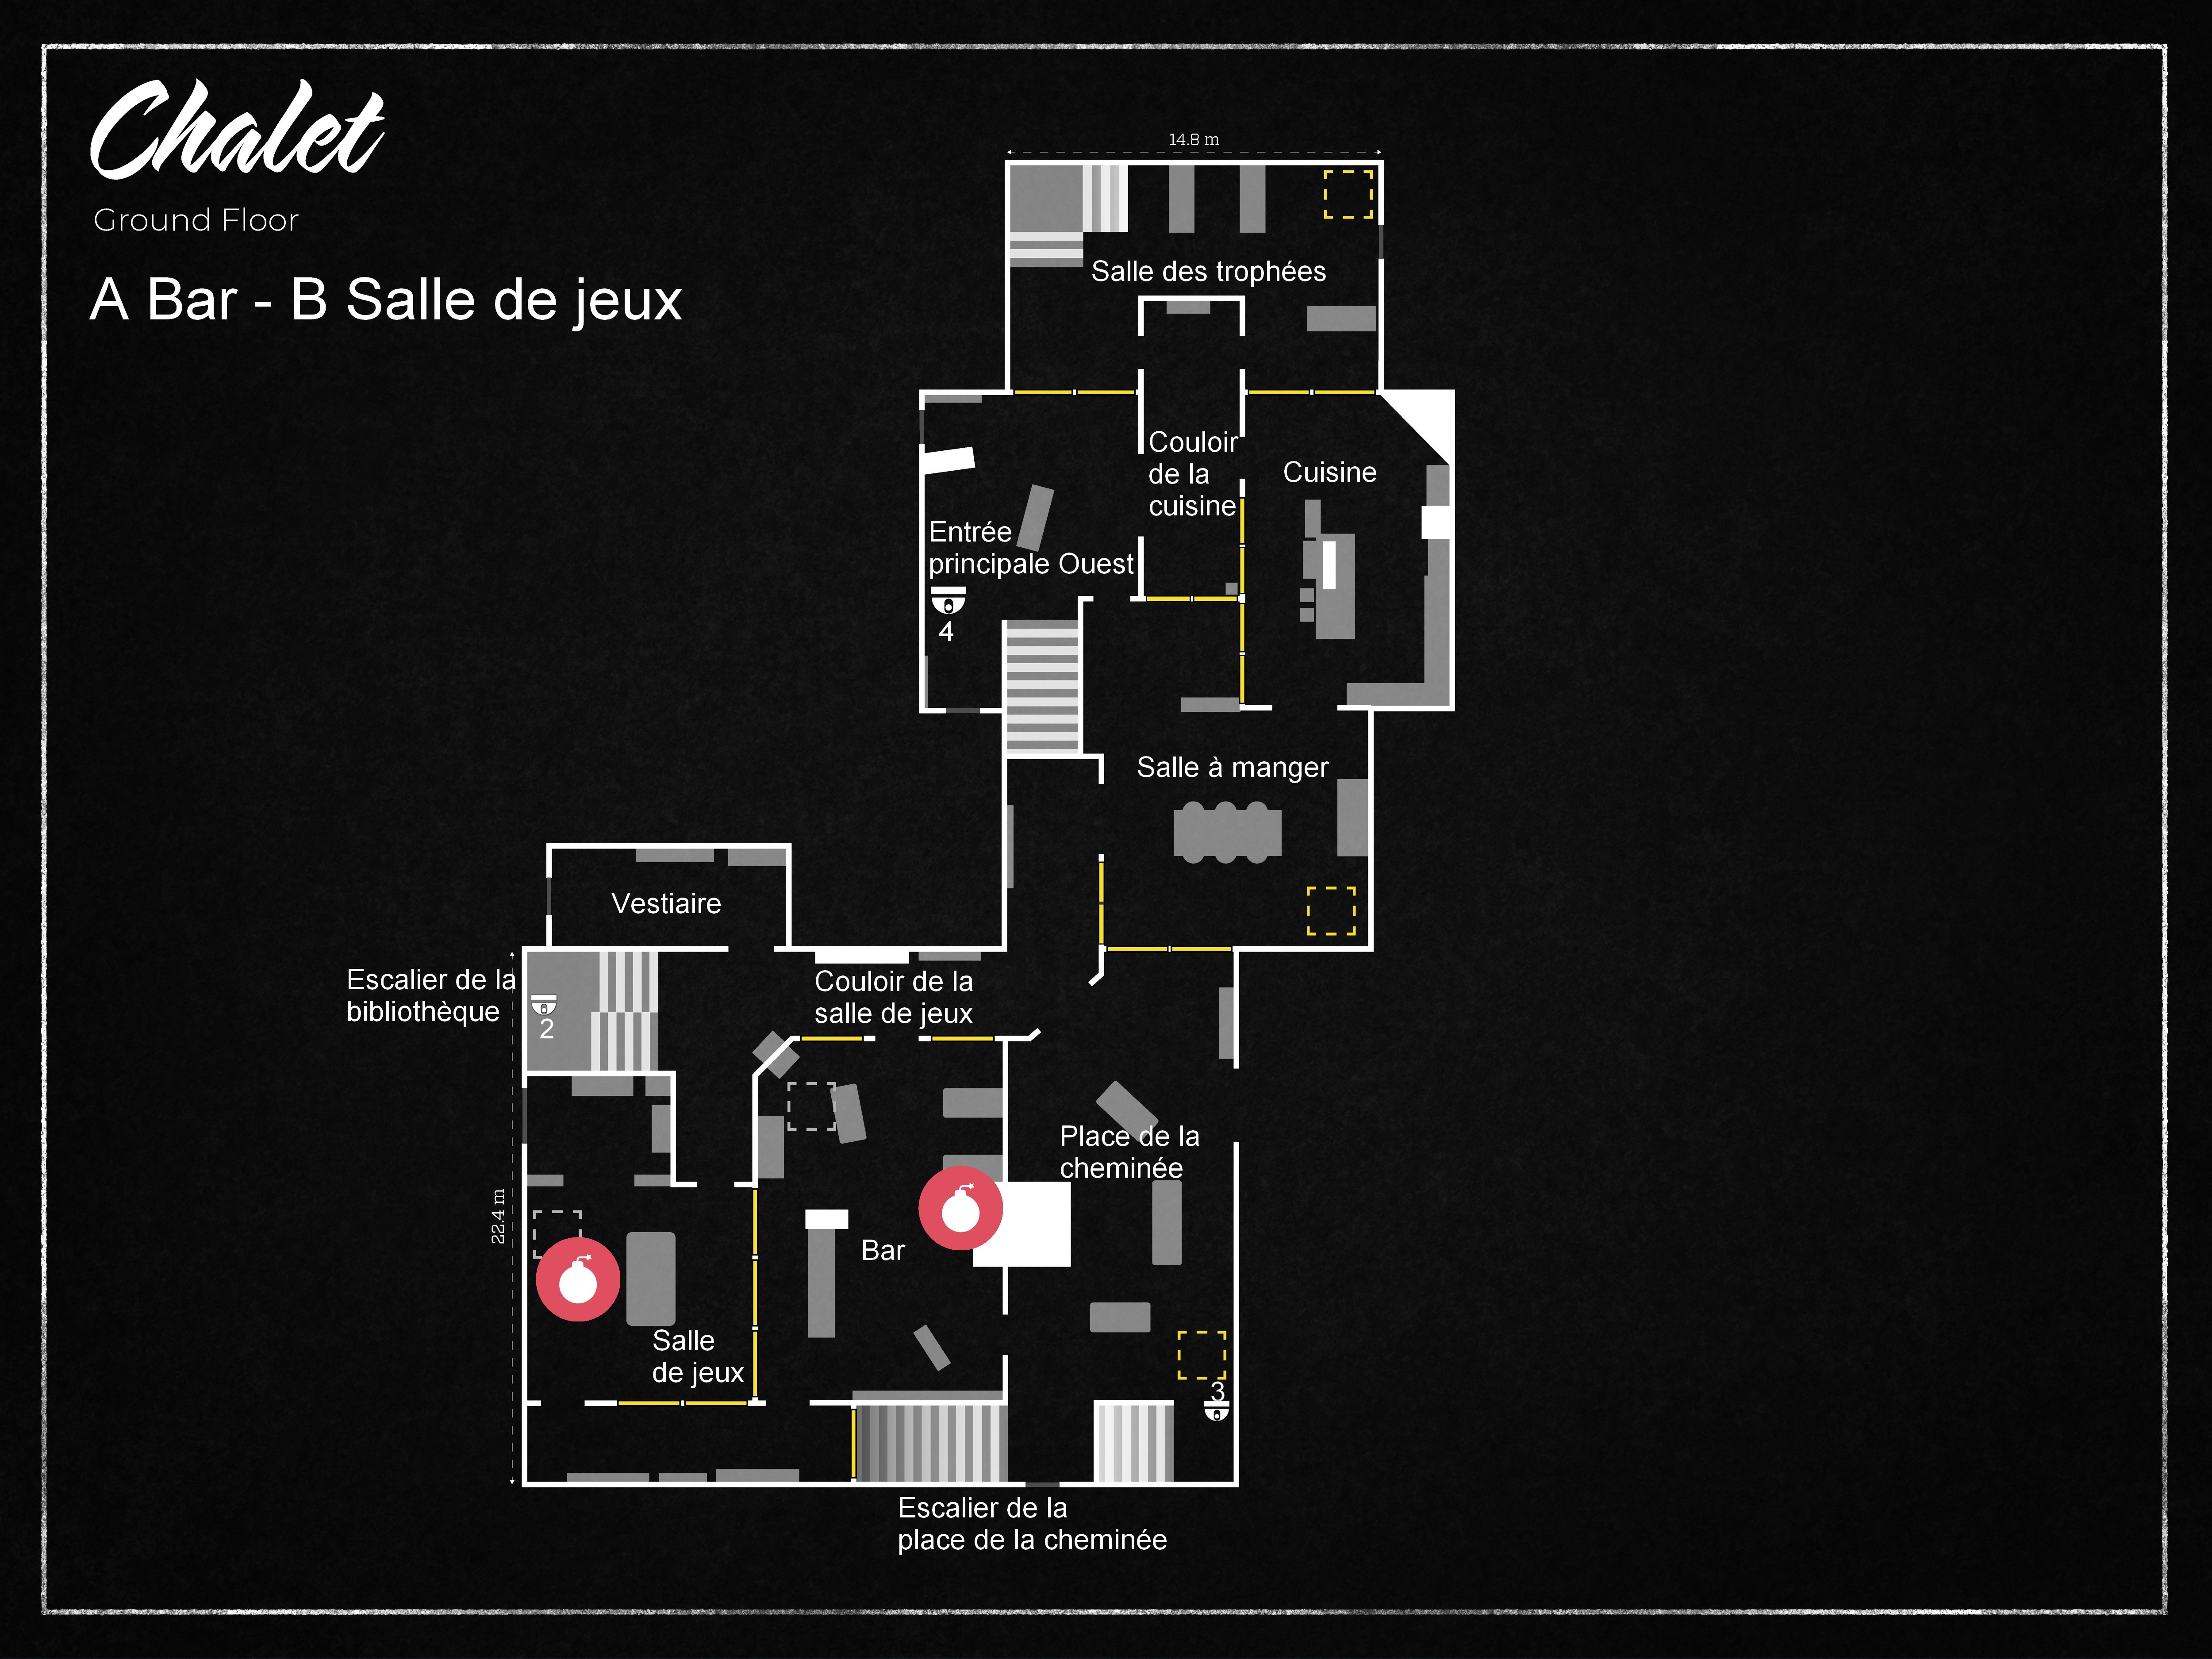 Chalet
Ground Floor
A Bar - B Salle de jeux
14.8 m
Salle des trophées
Couloir
de la
cuisine
Cuisine
Entrée
principale Ouest
4
Salle à manger
Vestiaire
Escalier de la
bibliothèque
2
Couloir de la
salle de jeux
Place de la
cheminée
22.4 m
Bar
Salle
de jeux
3
Escalier de la
place de la cheminée